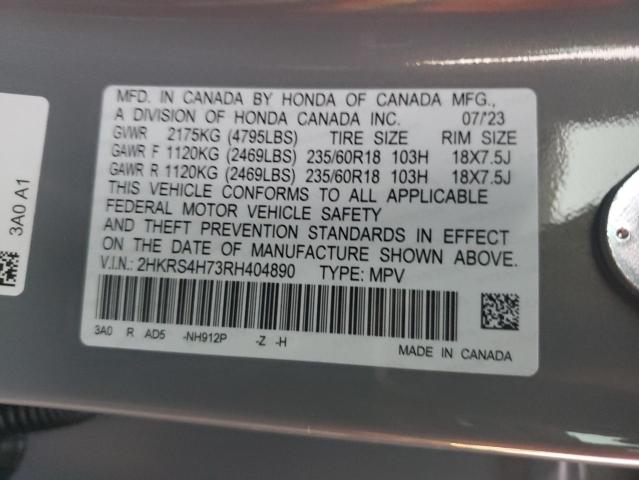 MFD. IN CANADA BY HONDA OF CANADA MFG.,
A DIVISION OF HONDA CANADA INC. 07/'23
GVWR 2175KG (4795LBS) TIRE SIZE RIM SIZE
GAWR F 1120KG (2469LBS) 235/60R18 103H 18X7.5J
GAWR R 1120KG (2469LBS) 235/60R18 103H 18X7.5J
THIS VEHICLE CONFORMS TO ALL APPLICABLE
FEDERAL MOTOR VEHICLE SAFETY
AND THEFT PREVENTION STANDARDS IN EFFECT
ON THE DATE OF MANUFACTURE SHOWN ABOVE.
V.I.N.: 2HKRS4H73RH404890 TYPE: MPV
3A0 R AD5 -NH912P -Z -H
MADE IN CANADA
3A0 A1